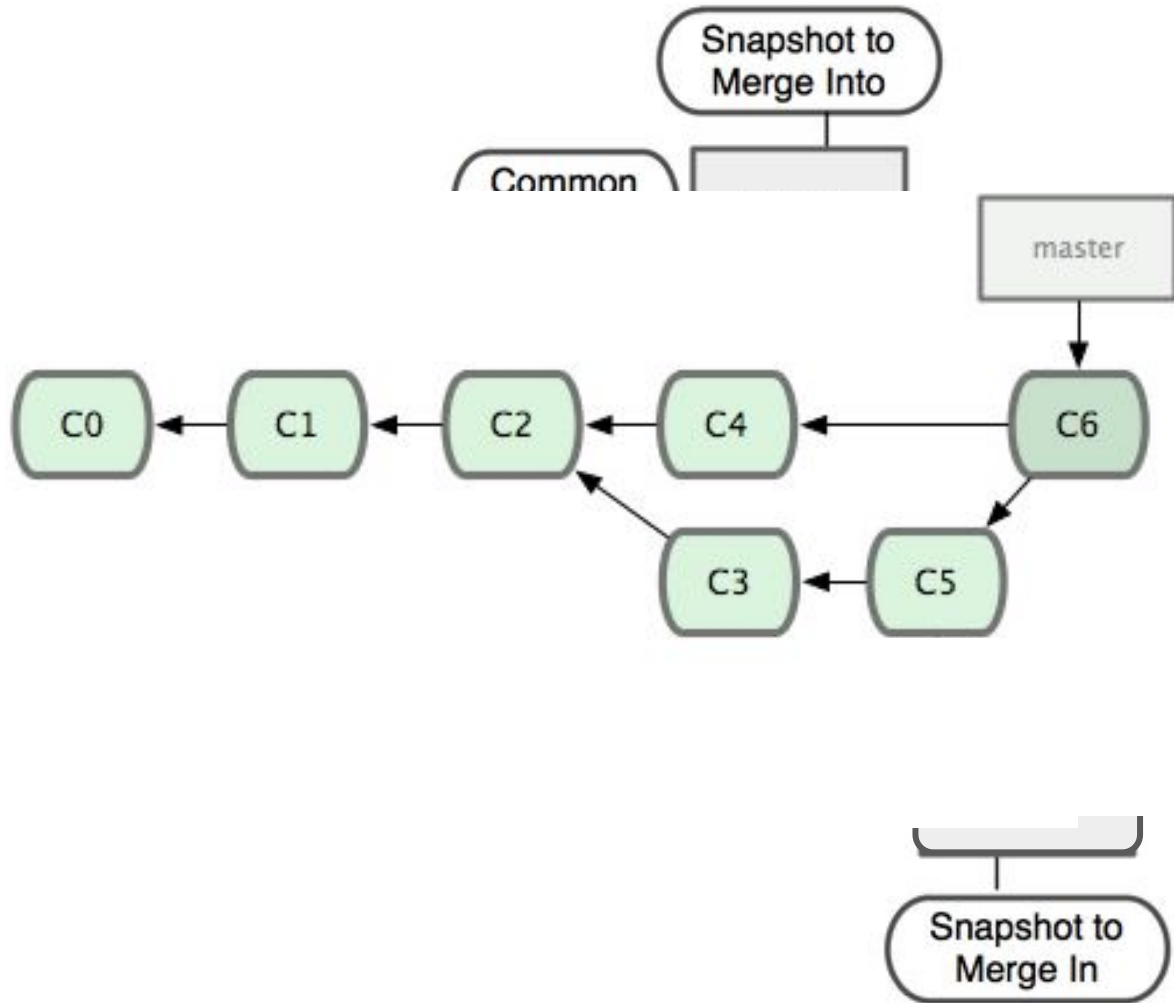 Snapshot to
Merge Into
Common
master
C0 C1 C2 C4 C6
C3 C5
Snapshot to
Merge In